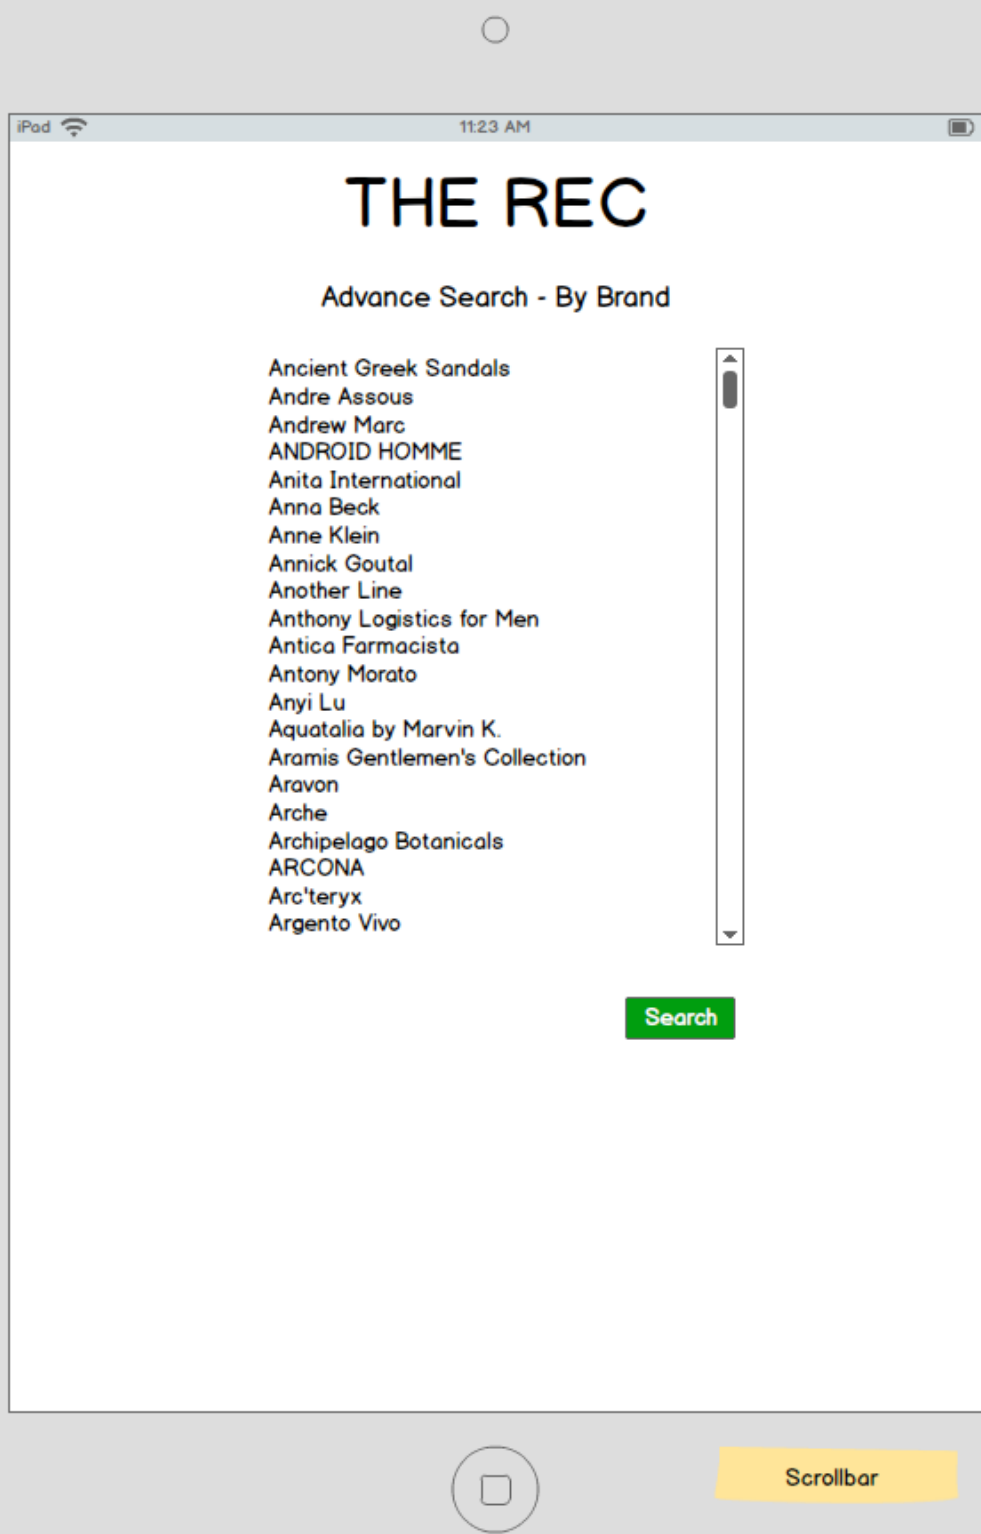 iPad
11:23 AM
THE REC
Advance Search - By Brand
Ancient Greek Sandals
Andre Assous
Andrew Marc
ANDROID HOMME
Anita International
Anna Beck
Anne Klein
Annick Goutal
Another Line
Anthony Logistics for Men
Antica Farmacista
Antony Morato
Anyi Lu
Aquatalia by Marvin K.
Aramis Gentlemen's Collection
Aravon
Arche
Archipelago Botanicals
ARCONA
Arc'teryx
Argento Vivo
Search
Scrollbar